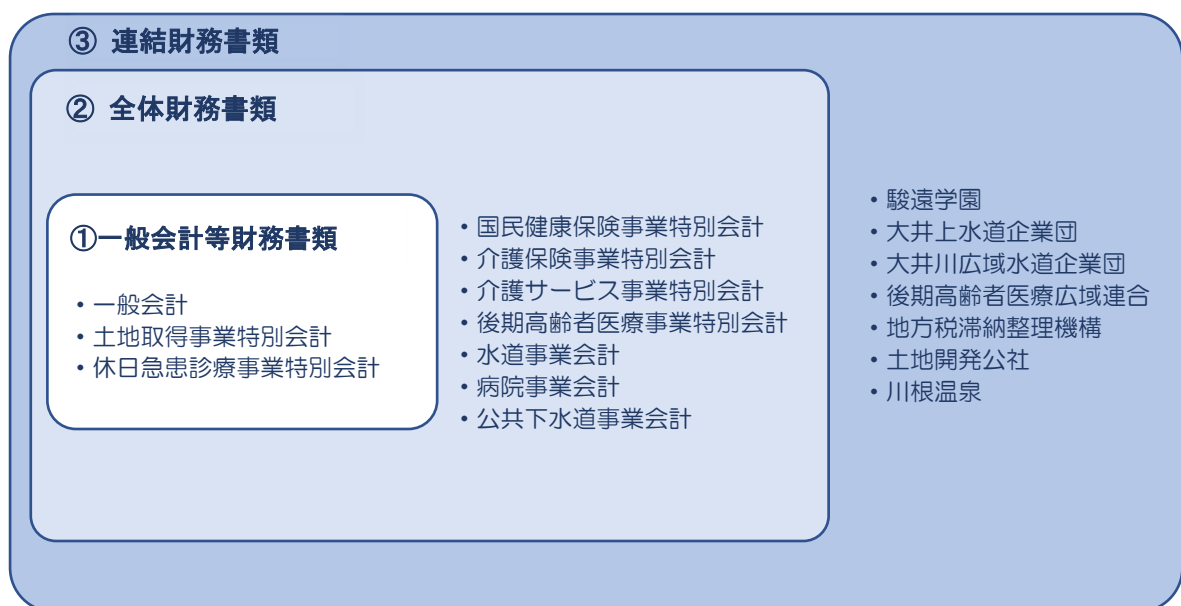 ③ 連結財務書類
② 全体財務書類
①一般会計等財務書類
・一般会計
・土地取得事業特別会計
・休日急患診療事業特別会計
・国民健康保険事業特別会計
・介護保険事業特別会計
・介護サービス事業特別会計
・後期高齢者医療事業特別会計
・水道事業会計
・病院事業会計
・公共下水道事業会計
・駿遠学園
・大井上水道企業団
・大井川広域水道企業団
・後期高齢者医療広域連合
・地方税滞納整理機構
・土地開発公社
・川根温泉